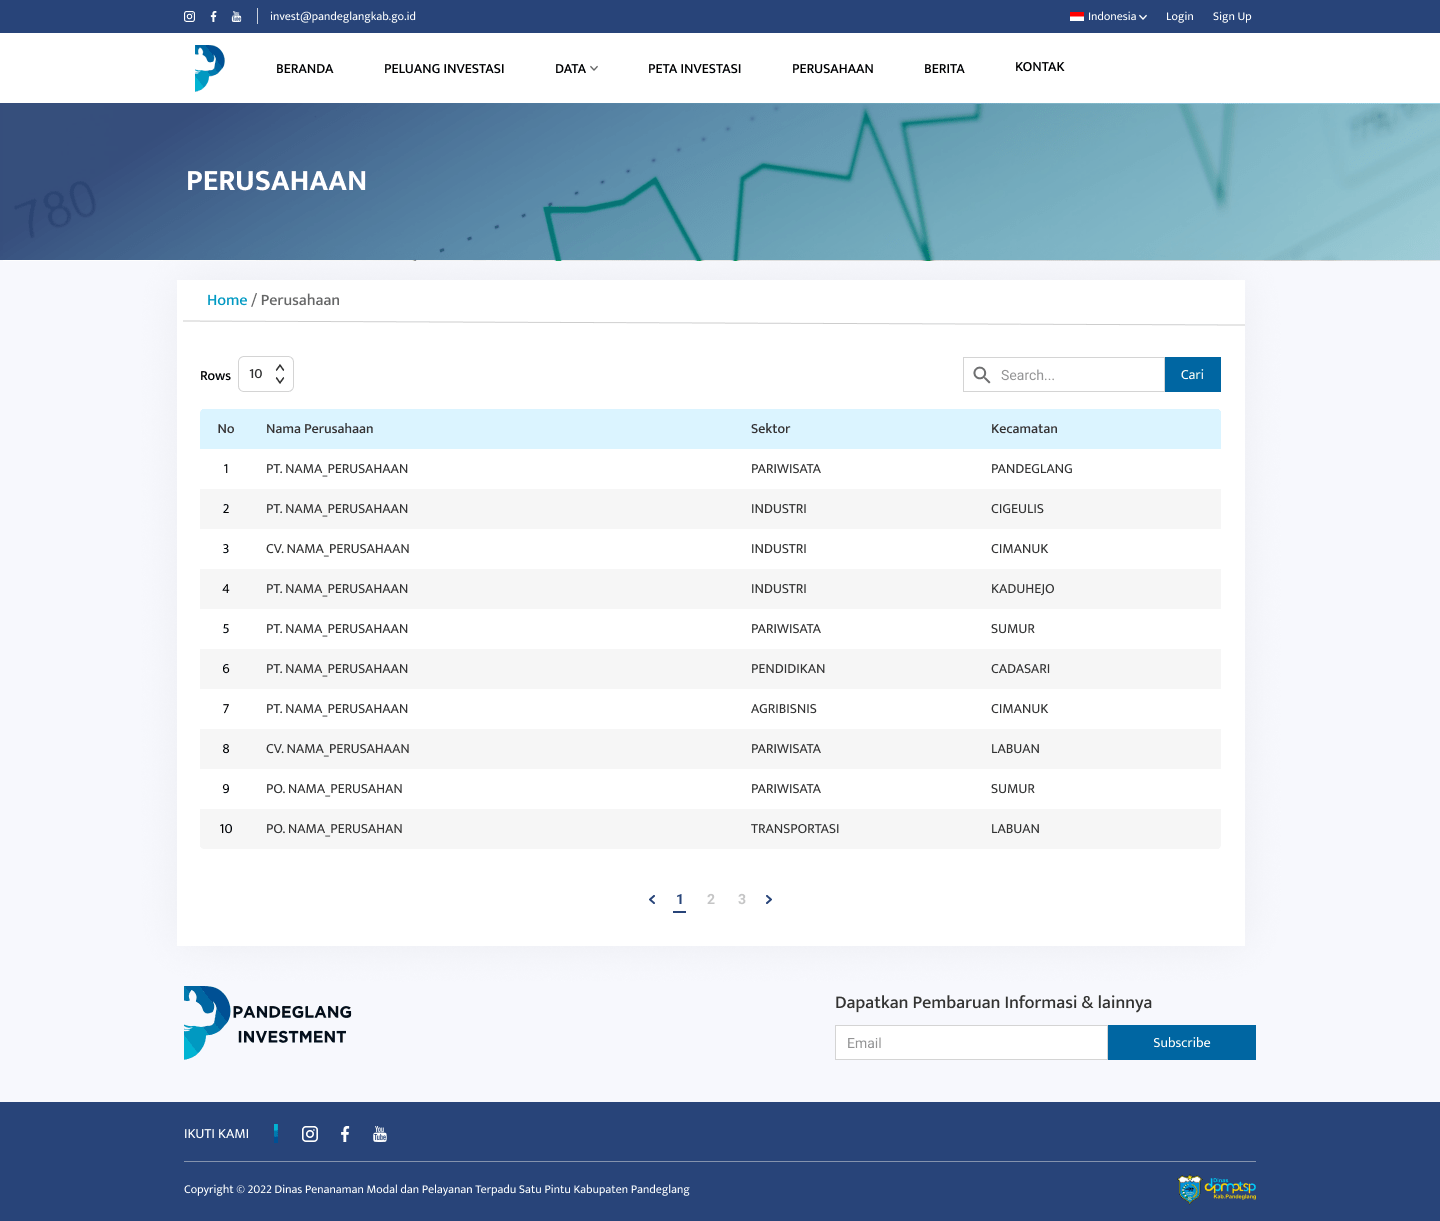 invest@pandeglangkab.go.id Indonesia Login Sign Up
BERANDA PELUANG INVESTASI DATA PETA INVESTASI PERUSAHAAN BERITA KONTAK
780
PERUSAHAAN
Home / Perusahaan
Rows 10 Search... Cari
No Nama Perusahaan Sektor Kecamatan
1 PT. NAMA_PERUSAHAAN PARIWISATA PANDEGLANG
2 PT. NAMA_PERUSAHAAN INDUSTRI CIGEULIS
3 CV. NAMA_PERUSAHAAN INDUSTRI CIMANUK
4 PT. NAMA_PERUSAHAAN INDUSTRI KADUHEJO
5 PT. NAMA_PERUSAHAAN PARIWISATA SUMUR
6 PT. NAMA_PERUSAHAAN PENDIDIKAN CADASARI
7 PT. NAMA_PERUSAHAAN AGRIBISNIS CIMANUK
8 CV. NAMA_PERUSAHAAN PARIWISATA LABUAN
9 PO. NAMA_PERUSAHAN PARIWISATA SUMUR
10 PO. NAMA_PERUSAHAN TRANSPORTASI LABUAN
1 2 3
PANDEGLANG
INVESTMENT
Dapatkan Pembaruan Informasi & lainnya
Email Subscribe
IKUTI KAMI
Copyright © 2022 Dinas Penanaman Modal dan Pelayanan Terpadu Satu Pintu Kabupaten Pandeglang
Dinas
dpmptsp
Kab.Pandeglang